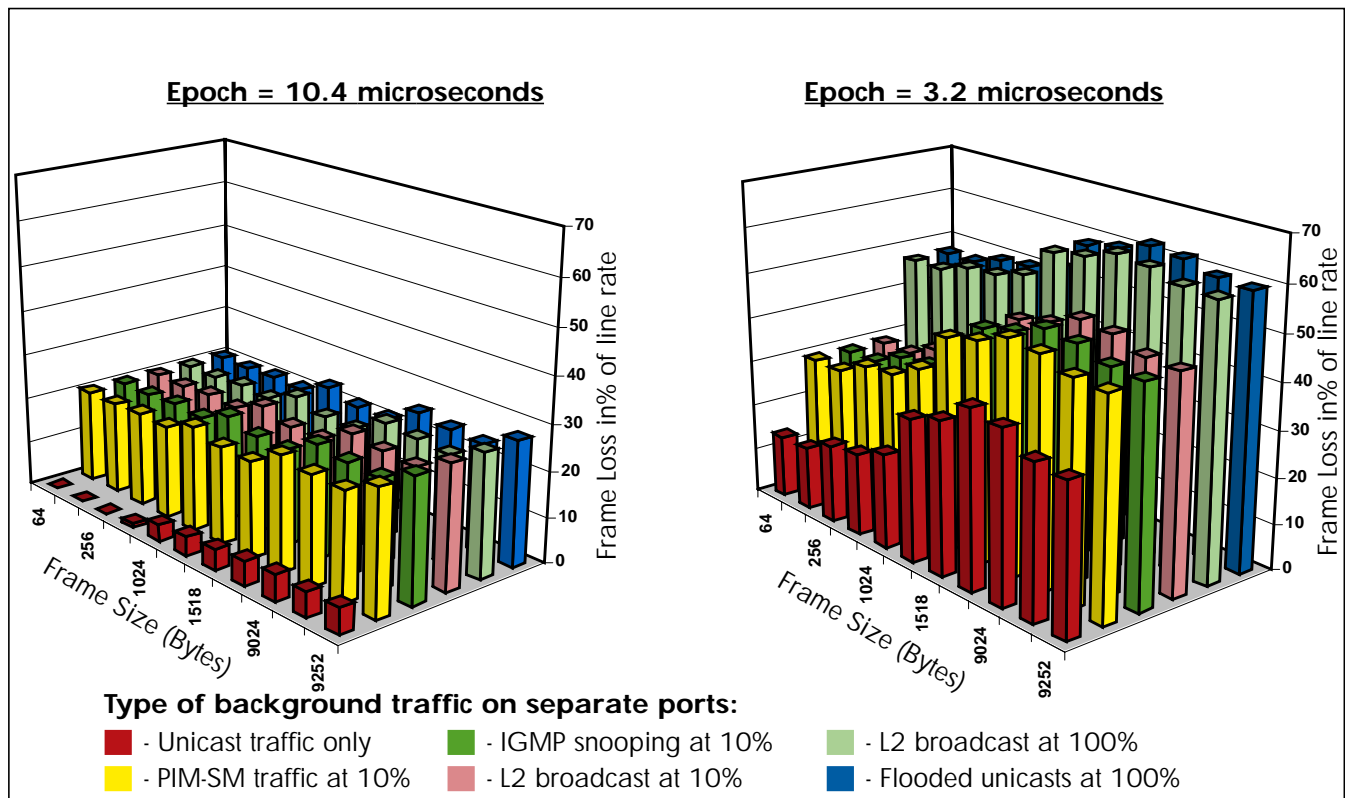 Epoch = 10.4 microseconds
70
60
50
40
30
20
10
0
Frame Loss in% of line rate
64
256
1024
1518
9024
9252
Frame Size (Bytes)
Epoch = 3.2 microseconds
70
60
50
40
30
20
10
0
Frame Loss in% of line rate
64
256
1024
1518
9024
9252
Frame Size (Bytes)
Type of background traffic on separate ports:
- Unicast traffic only
- IGMP snooping at 10%
- L2 broadcast at 100%
- PIM-SM traffic at 10%
- L2 broadcast at 10%
- Flooded unicasts at 100%